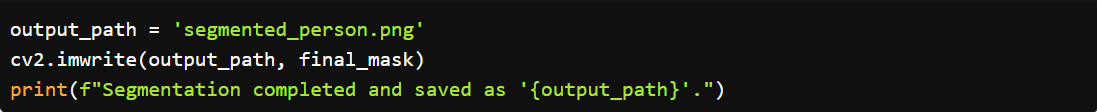 output_path = 'segmented_person.png'
cv2.imwrite(output_path, final_mask)
print(f"Segmentation completed and saved as '{output_path}'.")